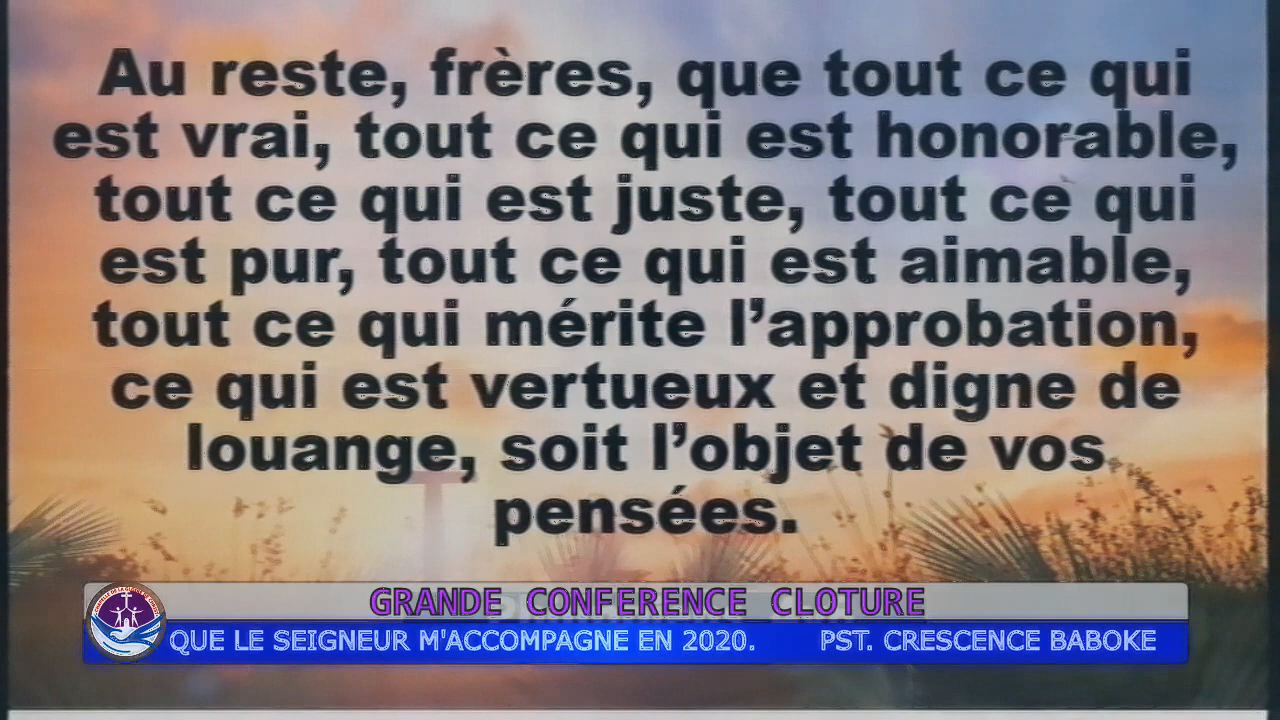 Au reste, frères, que tout ce qui
est vrai, tout ce qui est honorable,
tout ce qui est juste, tout ce qui
est pur, tout ce qui est aimable,
tout ce qui mérite l’approbation,
ce qui est vertueux et digne de
louange, soit l’objet de vos
pensées.
GRANDE CONFERENCE CLOTURE
QUE LE SEIGNEUR M'ACCOMPAGNE EN 2020. PST. CRESCENCE BABOKE